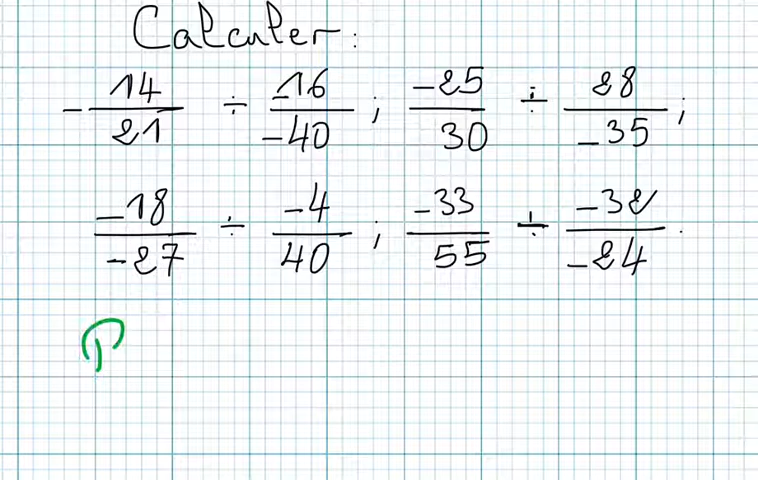 Calculer:
-14/21 ÷ -16/-40 ; -25/30 ÷ 28/-35 ;
-18/-27 ÷ -4/40 ; -33/55 ÷ -32/-24 .
P